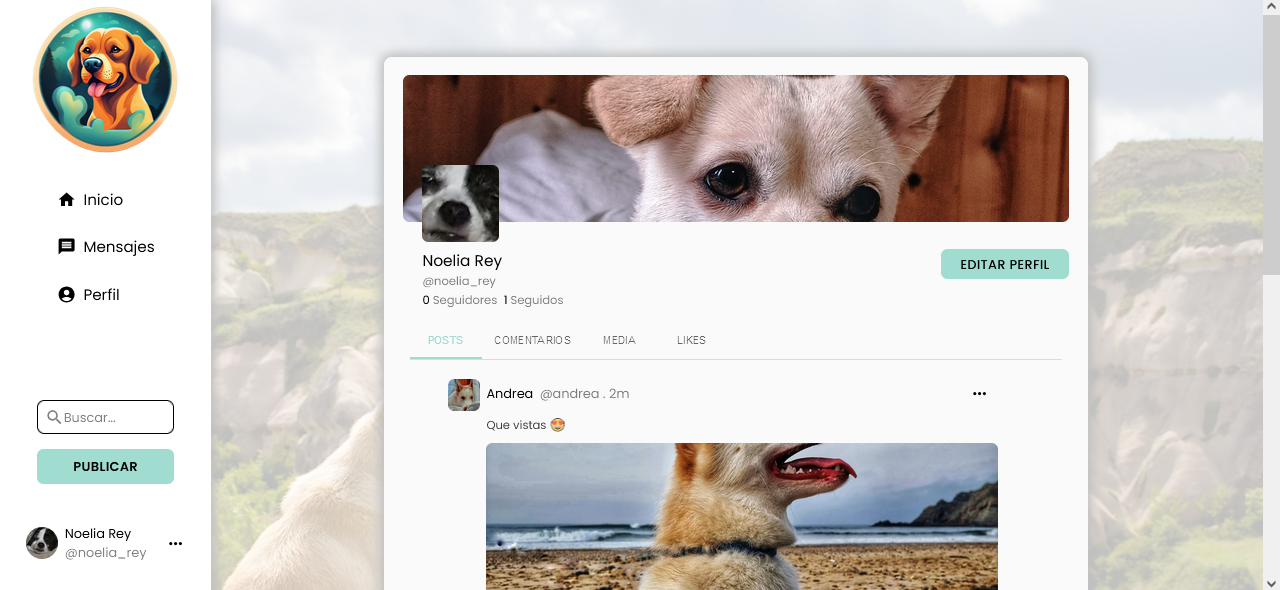 Inicio
Mensajes
Perfil
Buscar...
PUBLICAR
Noelia Rey
@noelia_rey
Noelia Rey
EDITAR PERFIL
@noelia_rey
0 Seguidores 1 Seguidos
POSTS COMENTARIOS MEDIA LIKES
Andrea @andrea . 2m
Que vistas 😍